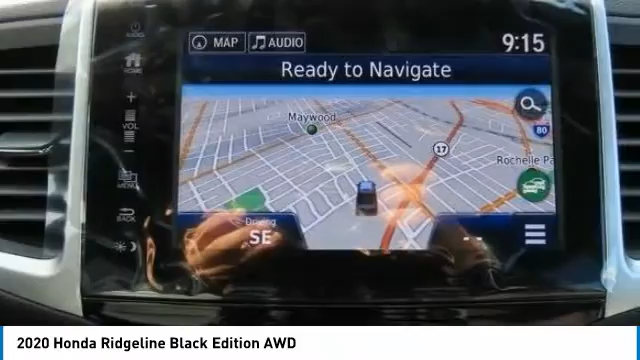 MAP
AUDIO
9:15
AUDIO
Ready to Navigate
HOME
Maywood
80
VOL
17
Rochelle Pa
MENU
BACK
Driving
SE
--
2020 Honda Ridgeline Black Edition AWD